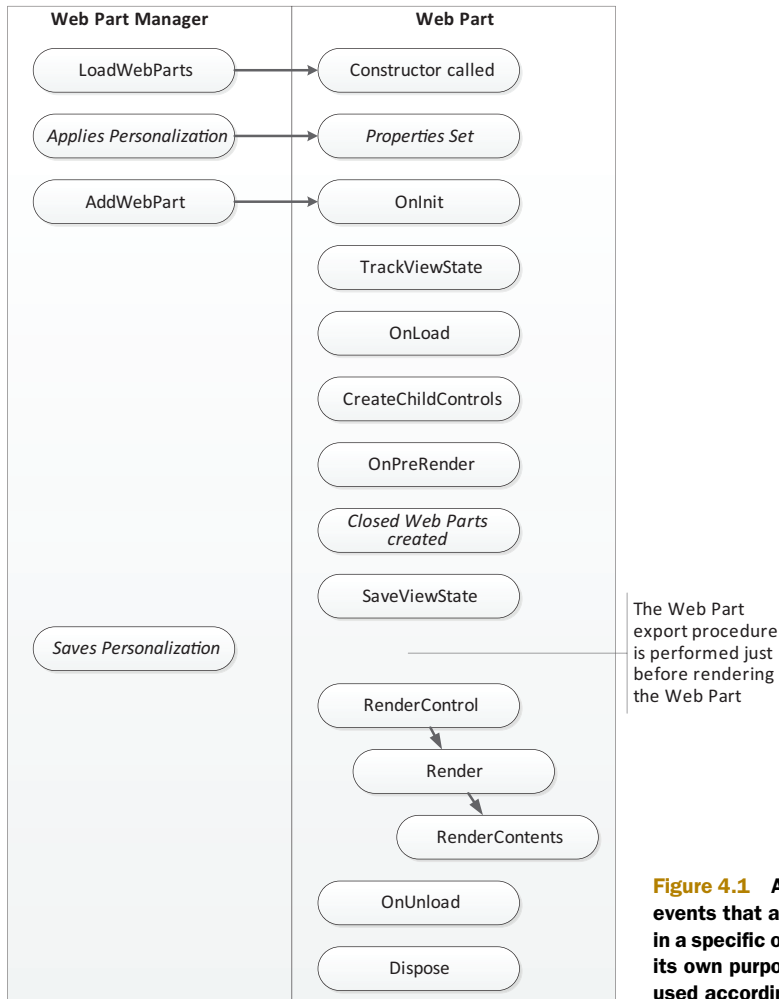 Web Part Manager
Web Part
LoadWebParts
Constructor called
Applies Personalization
Properties Set
AddWebPart
OnInit
TrackViewState
OnLoad
CreateChildControls
OnPreRender
Closed Web Parts
created
SaveViewState
Saves Personalization
The Web Part
export procedure
is performed just
before rendering
the Web Part
RenderControl
Render
RenderContents
OnUnload
Dispose
Figure 4.1 A
events that a
in a specific o
its own purpo
used accordin